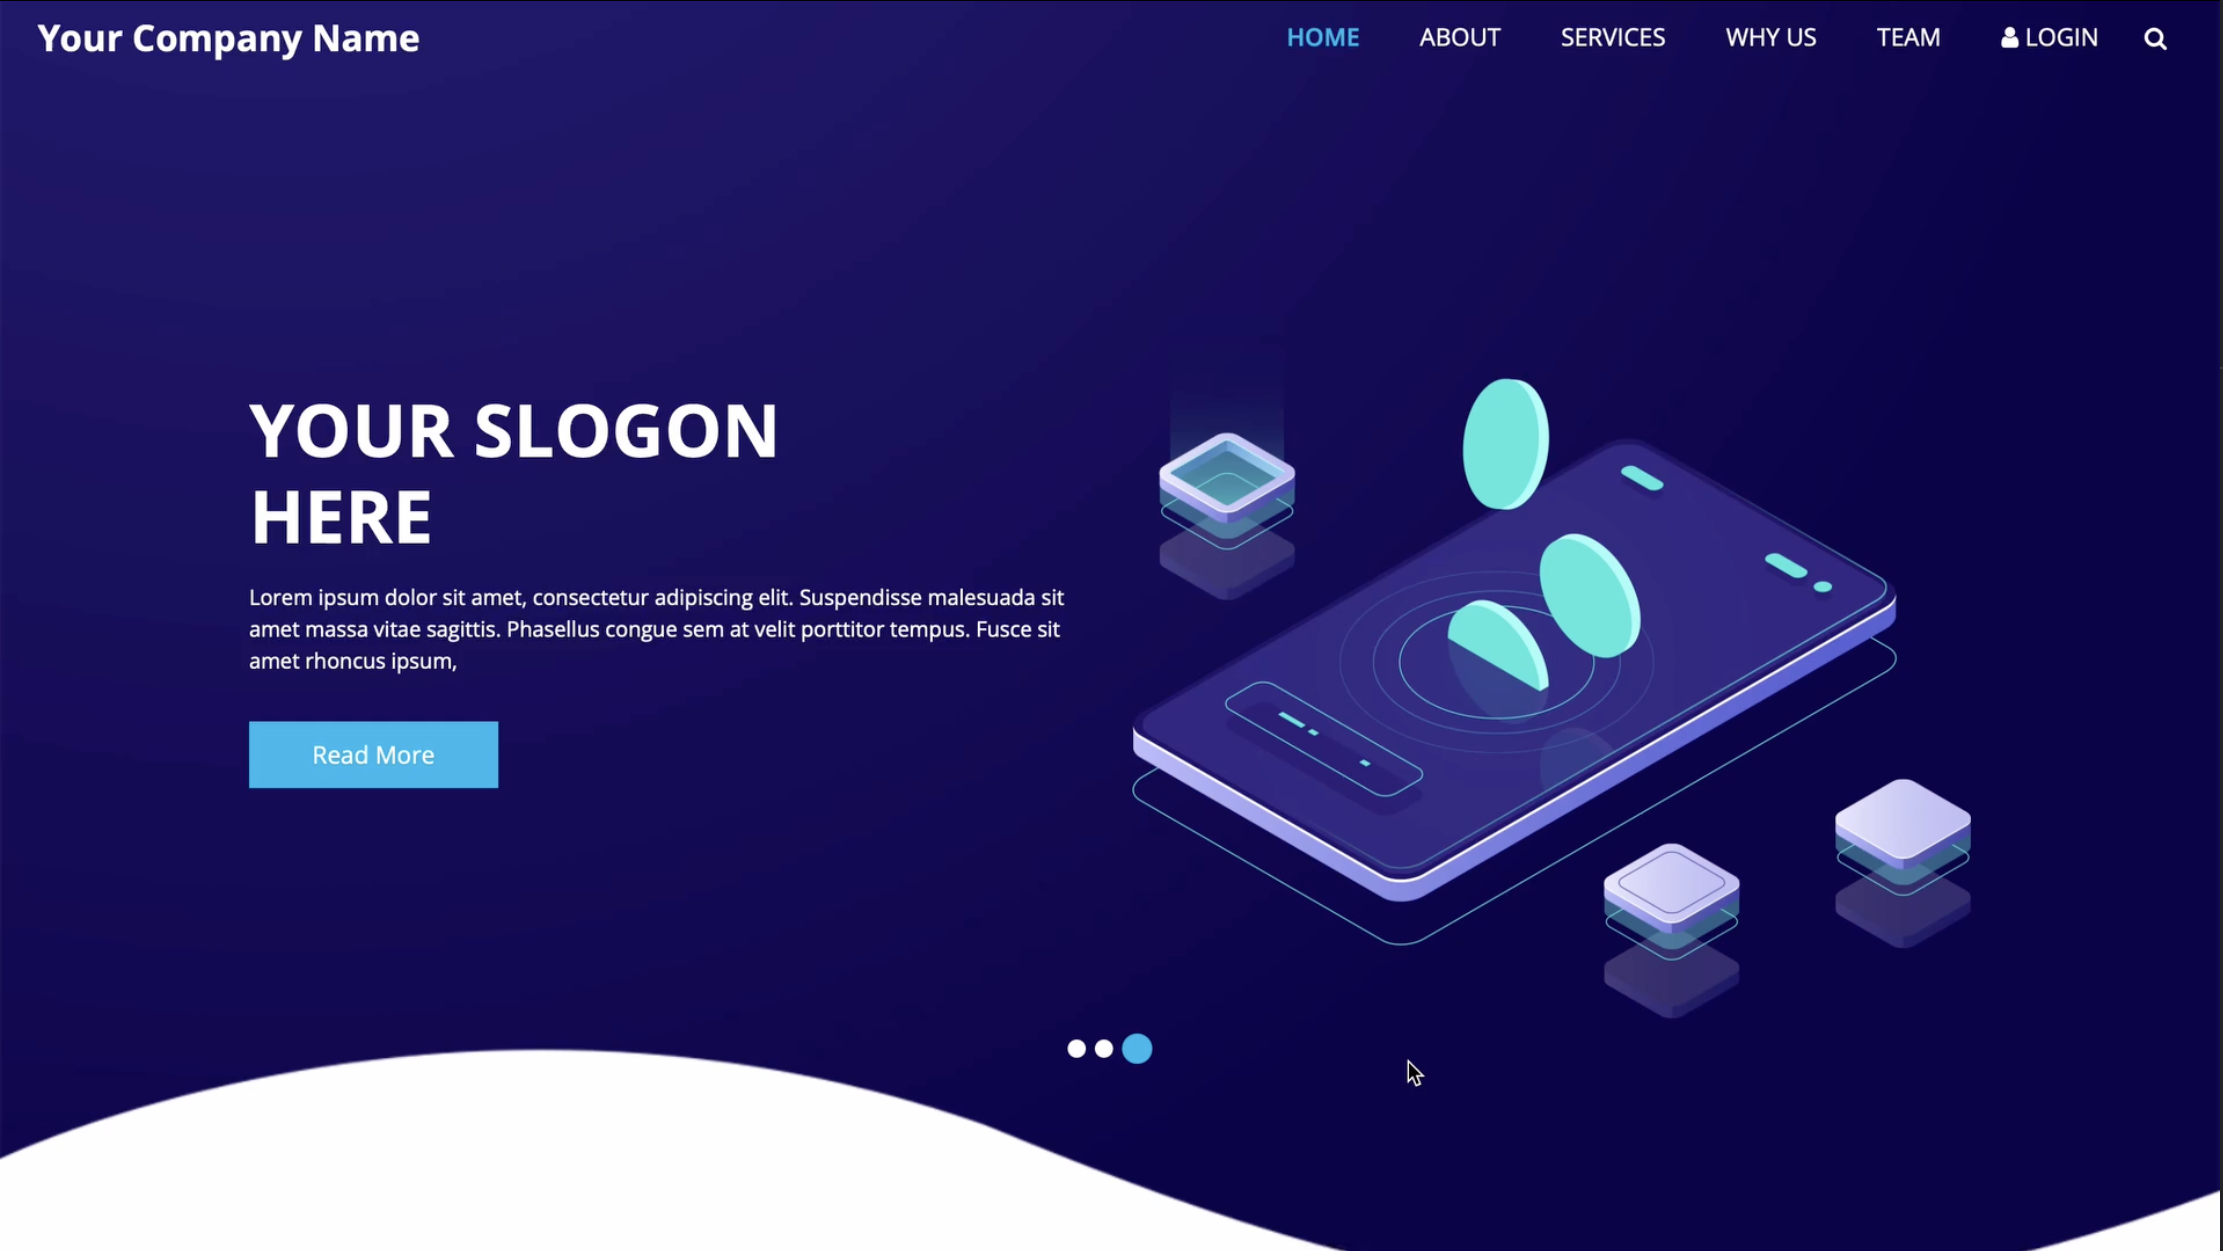 Your Company Name
HOME
ABOUT
SERVICES
WHY US
TEAM
LOGIN
YOUR SLOGON
HERE
Lorem ipsum dolor sit amet, consectetur adipiscing elit. Suspendisse malesuada sit
amet massa vitae sagittis. Phasellus congue sem at velit porttitor tempus. Fusce sit
amet rhoncus ipsum,
Read More